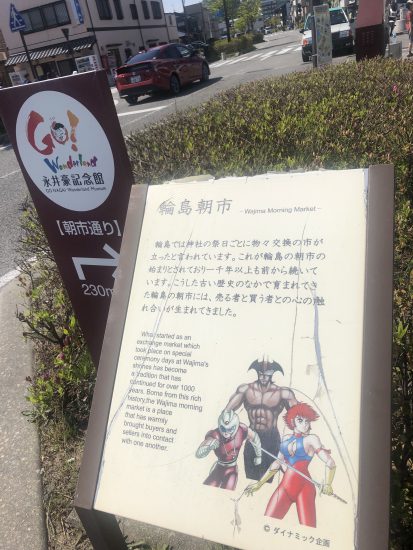 GO!
Wonderland
永井豪記念館
GO NAGAI Wonderland Museum
【朝市通り】
230m
輪島朝市
－Wajima Morning Market－
輪島では神社の祭日ごとに物々交換の市が
立ったと言われています。これが輪島の朝市の
始まりとされており一千年以上も前から続いて
います。こうした古い歴史のなかで育まれてき
た輪島の朝市には、売る者と買う者との心の触れ
合いが生まれてきました。
What started as an
exchange market which
took place on special
ceremony days at Wajima's
shrines has become
a tradition that has
continued for over 1000
years. Borne from this rich
history, the Wajima morning
market is a place
that has warmly
brought buyers and
sellers into contact
with one another.
© ダイナミック企画